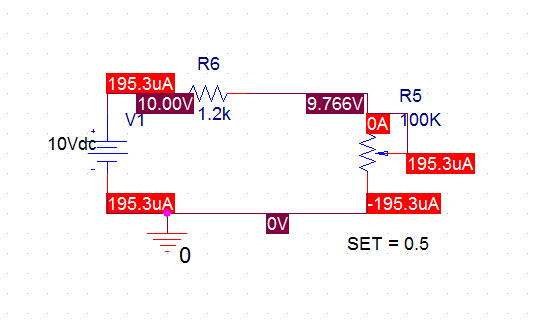 R6
195.3uA
10.00V
9.766V
R5
V1
1.2k
0A
100K
+
10Vdc
195.3uA
-
195.3uA
-195.3uA
0V
SET = 0.5
0